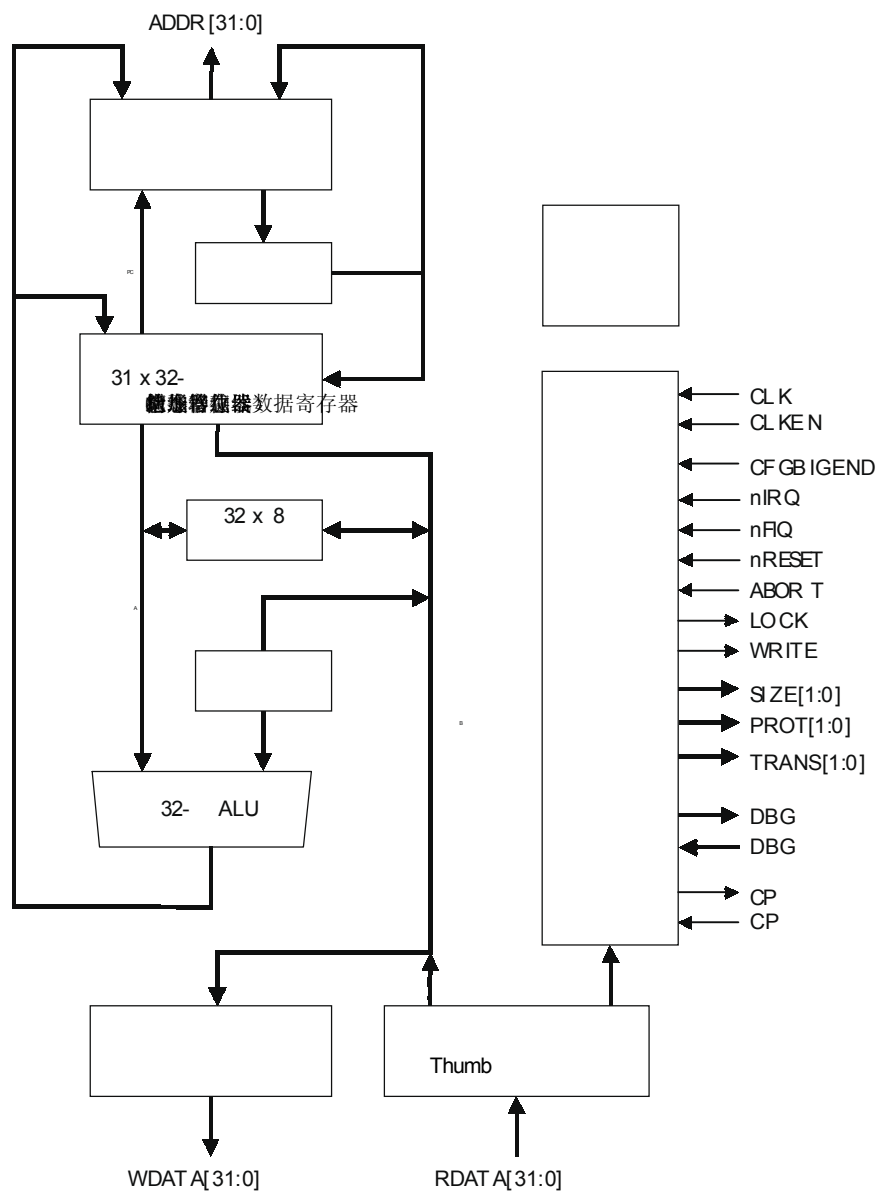 ADDR[31:0]
PC
31 x 32-
数据寄存器
32 x 8
A
B
32- ALU
CLK
CLKEN
CFGBIGEND
nIRQ
nFIQ
nRESET
ABORT
LOCK
WRITE
SIZE[1:0]
PROT[1:0]
TRANS[1:0]
DBG
DBG
CP
CP
Thumb
WDATA[31:0]
RDATA[31:0]